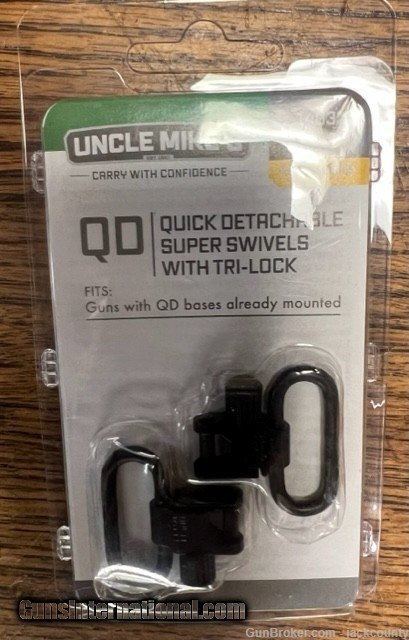 UNCLE MIKE'S
CARRY WITH CONFIDENCE
QD
QUICK DETACHABLE
SUPER SWIVELS
WITH TRI-LOCK
FITS:
Guns with QD bases already mounted
GunsInternational.com
© GunBroker.com - jackcount